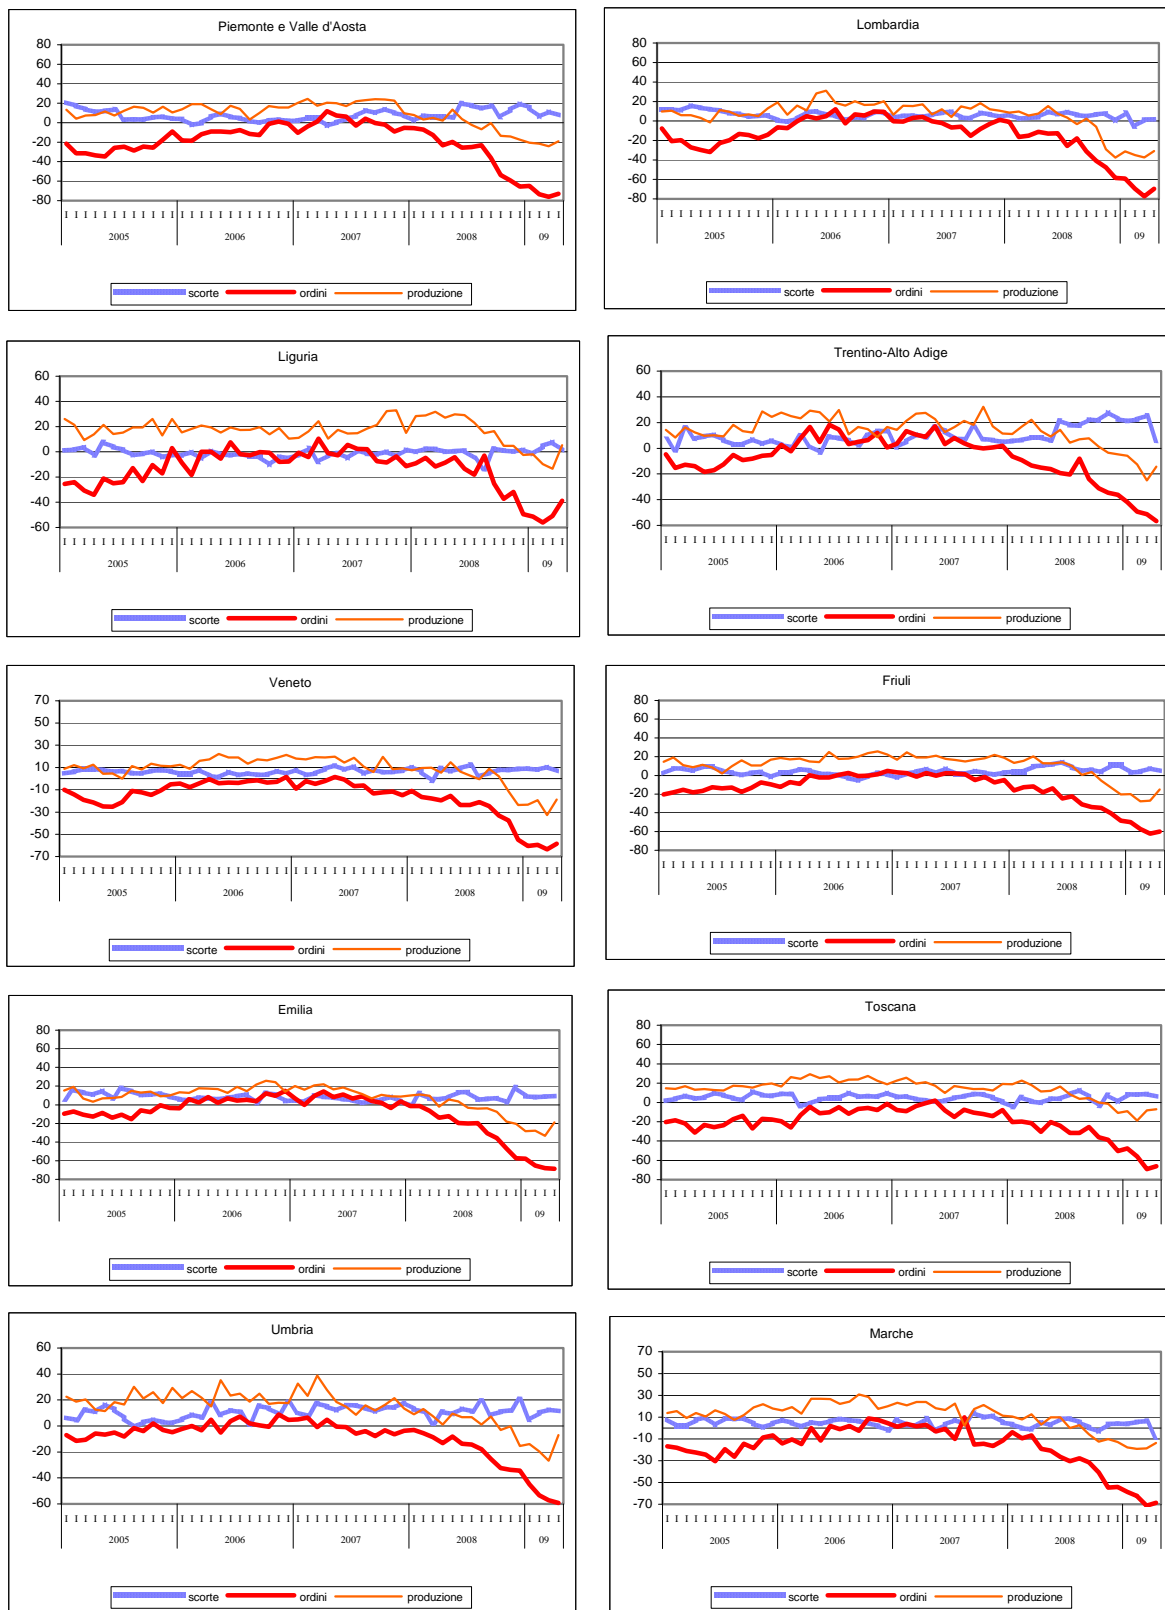 Piemonte e Valle d'Aosta
80
60
40
20
0
-20
-40
-60
-80
I I I I I I I I I I I I I I I I I I I I I I I I I I
2005 2006 2007 2008 09
scorte ordini produzione
Lombardia
80
60
40
20
0
-20
-40
-60
-80
I I I I I I I I I I I I I I I I I I I I I I I I I I
2005 2006 2007 2008 09
scorte ordini produzione
Liguria
60
40
20
0
-20
-40
-60
I I I I I I I I I I I I I I I I I I I I I I I I I I
2005 2006 2007 2008 09
scorte ordini produzione
Trentino-Alto Adige
60
40
20
0
-20
-40
-60
I I I I I I I I I I I I I I I I I I I I I I I I I I
2005 2006 2007 2008 09
scorte ordini produzione
Veneto
70
50
30
10
-10
-30
-50
-70
I I I I I I I I I I I I I I I I I I I I I I I I I I
2005 2006 2007 2008 09
scorte ordini produzione
Friuli
80
60
40
20
0
-20
-40
-60
-80
I I I I I I I I I I I I I I I I I I I I I I I I I I
2005 2006 2007 2008 09
scorte ordini produzione
Emilia
80
60
40
20
0
-20
-40
-60
-80
I I I I I I I I I I I I I I I I I I I I I I I I I I
2005 2006 2007 2008 09
scorte ordini produzione
Toscana
80
60
40
20
0
-20
-40
-60
-80
I I I I I I I I I I I I I I I I I I I I I I I I I I
2005 2006 2007 2008 09
scorte ordini produzione
Umbria
60
40
20
0
-20
-40
-60
I I I I I I I I I I I I I I I I I I I I I I I I I I
2005 2006 2007 2008 09
scorte ordini produzione
Marche
70
50
30
10
-10
-30
-50
-70
I I I I I I I I I I I I I I I I I I I I I I I I I I
2005 2006 2007 2008 09
scorte ordini produzione